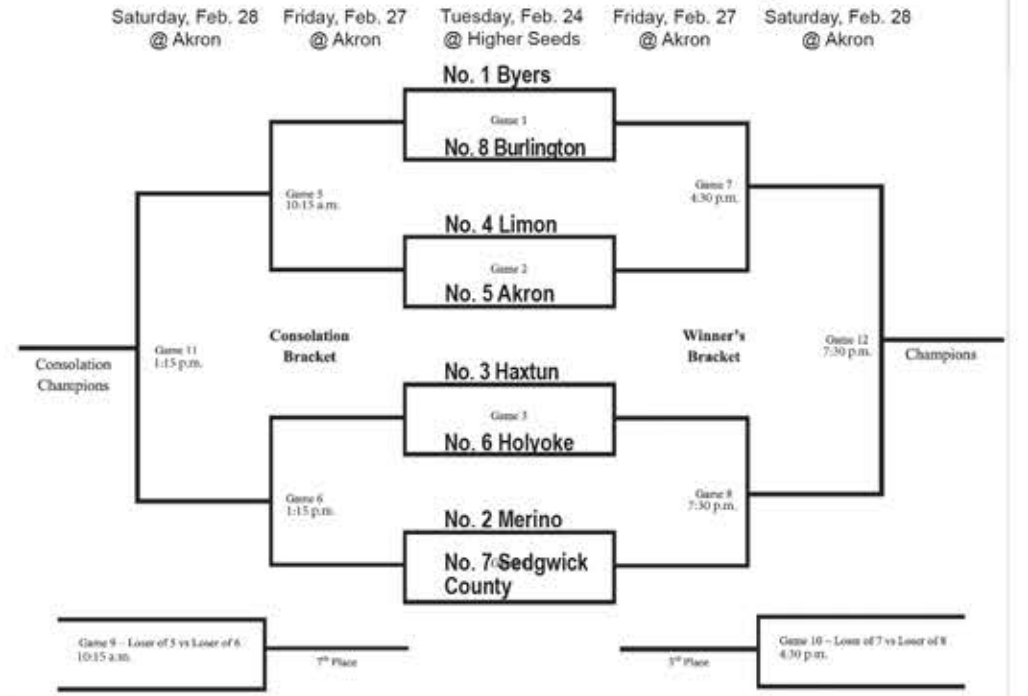 Saturday, Feb. 28
@ Akron
Friday, Feb. 27
@ Akron
Tuesday, Feb. 24
@ Higher Seeds
Friday, Feb. 27
@ Akron
Saturday, Feb. 28
@ Akron
No. 1 Byers
Game 1
No. 8 Burlington
Game 5
10:15 a.m.
Game 7
4:30 p.m.
No. 4 Limon
Game 2
No. 5 Akron
Consolation
Bracket
Winner's
Bracket
Game 11
1:15 p.m.
Game 12
7:30 p.m.
Consolation
Champions
Champions
No. 3 Haxtun
Game 3
No. 6 Holyoke
Game 6
1:15 p.m.
Game 8
7:30 p.m.
No. 2 Merino
No. 7 Sedgwick
County
Game 9 – Loser of 5 vs Loser of 6
10:15 a.m.
7th Place
3rd Place
Game 10 – Loser of 7 vs Loser of 8
4:30 p.m.